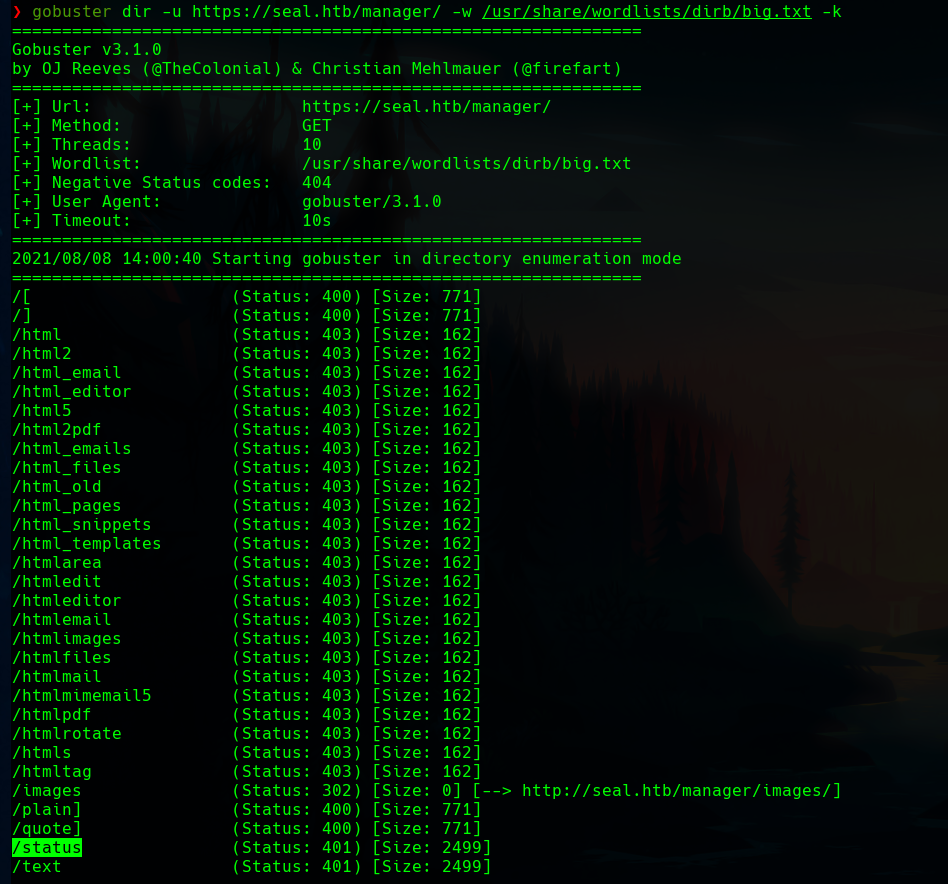 ❯ gobuster dir -u https://seal.htb/manager/ -w /usr/share/wordlists/dirb/big.txt -k
===============================================================
Gobuster v3.1.0
by OJ Reeves (@TheColonial) & Christian Mehlmauer (@firefart)
===============================================================
[+] Url:                     https://seal.htb/manager/
[+] Method:                  GET
[+] Threads:                 10
[+] Wordlist:                /usr/share/wordlists/dirb/big.txt
[+] Negative Status codes:   404
[+] User Agent:              gobuster/3.1.0
[+] Timeout:                 10s
===============================================================
2021/08/08 14:00:40 Starting gobuster in directory enumeration mode
===============================================================
/[                    (Status: 400) [Size: 771]
/]                    (Status: 400) [Size: 771]
/html                 (Status: 403) [Size: 162]
/html2                (Status: 403) [Size: 162]
/html_email           (Status: 403) [Size: 162]
/html_editor          (Status: 403) [Size: 162]
/html5                (Status: 403) [Size: 162]
/html2pdf             (Status: 403) [Size: 162]
/html_emails          (Status: 403) [Size: 162]
/html_files           (Status: 403) [Size: 162]
/html_old             (Status: 403) [Size: 162]
/html_pages           (Status: 403) [Size: 162]
/html_snippets        (Status: 403) [Size: 162]
/html_templates       (Status: 403) [Size: 162]
/htmlarea             (Status: 403) [Size: 162]
/htmledit             (Status: 403) [Size: 162]
/htmleditor           (Status: 403) [Size: 162]
/htmlemail            (Status: 403) [Size: 162]
/htmlimages           (Status: 403) [Size: 162]
/htmlfiles            (Status: 403) [Size: 162]
/htmlmail             (Status: 403) [Size: 162]
/htmlmimemail5        (Status: 403) [Size: 162]
/htmlpdf              (Status: 403) [Size: 162]
/htmlrotate           (Status: 403) [Size: 162]
/htmls                (Status: 403) [Size: 162]
/htmltag              (Status: 403) [Size: 162]
/images               (Status: 302) [Size: 0] [--> http://seal.htb/manager/images/]
/plain]               (Status: 400) [Size: 771]
/quote]               (Status: 400) [Size: 771]
/status               (Status: 401) [Size: 2499]
/text                 (Status: 401) [Size: 2499]